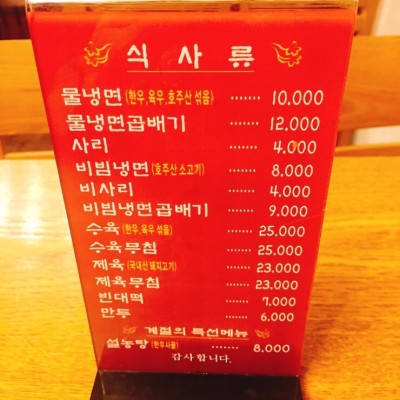 식 사 류
물냉면 (한우,육우,호주산 섞음) ······· 10.000
물냉면곱배기 ······· 12.000
사리 ······· 4.000
비빔냉면 (호주산 소고기) ······· 8.000
비사리 ······· 4.000
비빔냉면곱배기 ······· 9.000
수육 (한우,육우 섞음) ······· 25.000
수육무침 ······· 25.000
제육 (국내산 돼지고기) ······· 23.000
제육무침 ······· 23.000
빈대떡 ······· 7.000
만두 ······· 6.000
계절의 특선메뉴
설농탕 (한우사골) ······· 8.000
감사합니다.